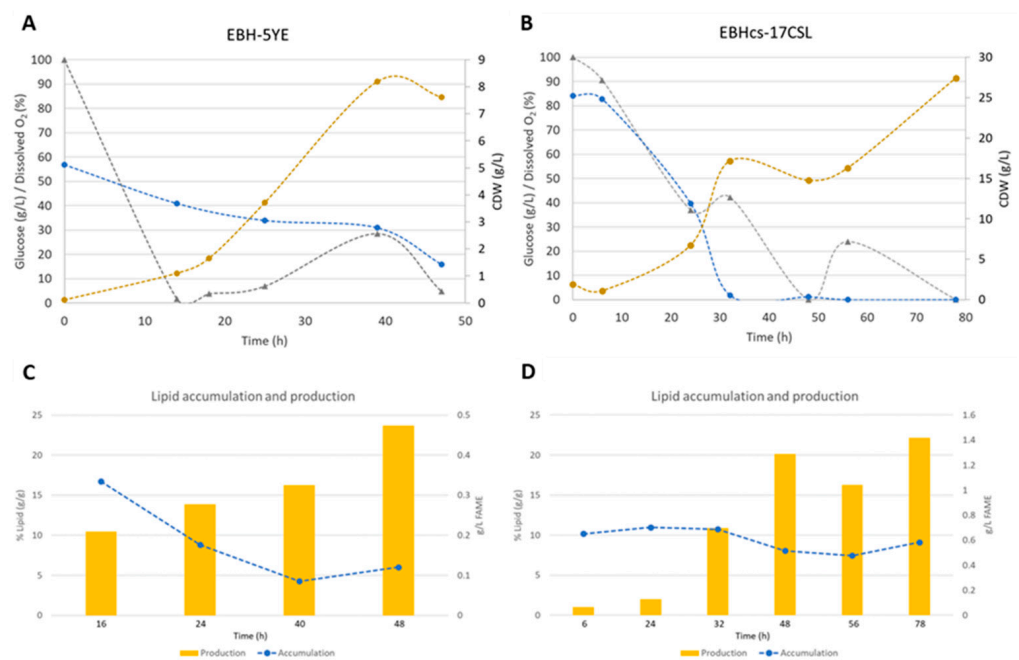 A
EBH-5YE
Glucose (g/L) / Dissolved O2 (%)
100
90
80
70
60
50
40
30
20
10
0
9
8
7
6
5
4
3
2
1
0
CDW (g/L)
0 10 20 30 40 50
Time (h)
B
EBHcs-17CSL
Glucose (g/L) / Dissolved O2 (%)
100
90
80
70
60
50
40
30
20
10
0
30
25
20
15
10
5
0
CDW (g/L)
0 10 20 30 40 50 60 70 80
Time (h)
C
Lipid accumulation and production
% Lipid (g/g)
25
20
15
10
5
0
0.5
0.4
0.3
0.2
0.1
0
g/L FAME
16 24 40 48
Time (h)
Production Accumulation
D
Lipid accumulation and production
% Lipid (g/g)
25
20
15
10
5
0
1.6
1.4
1.2
1
0.8
0.6
0.4
0.2
0
g/L FAME
6 24 32 48 56 78
Time (h)
Production Accumulation